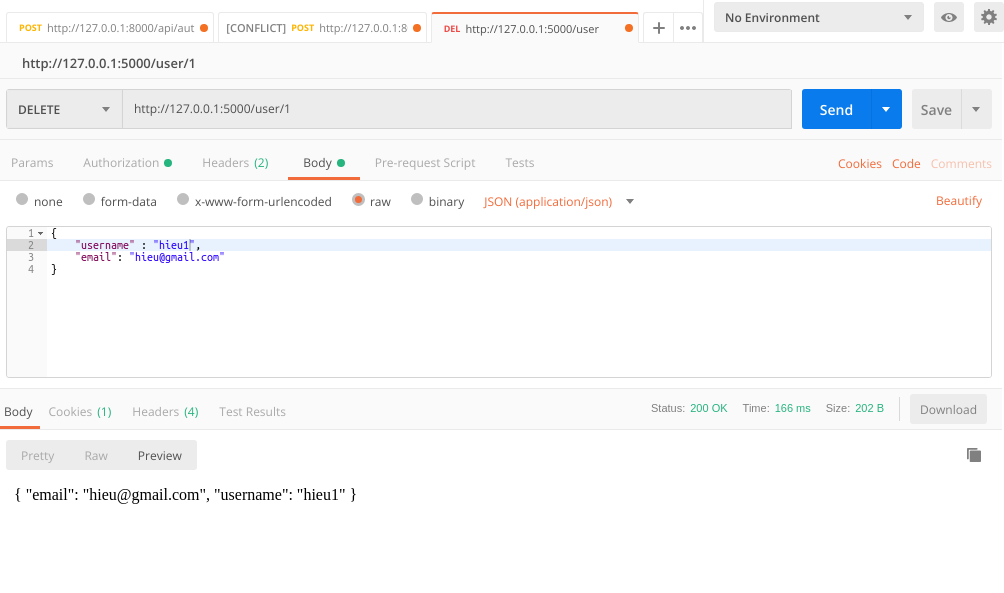 POST http://127.0.0.1:8000/api/aut [CONFLICT] POST http://127.0.0.1:8 DEL http://127.0.0.1:5000/user No Environment
http://127.0.0.1:5000/user/1
DELETE http://127.0.0.1:5000/user/1 Send Save
Params Authorization Headers (2) Body Pre-request Script Tests Cookies Code Comments
none form-data x-www-form-urlencoded raw binary JSON (application/json) Beautify
1 {
2 "username" : "hieu1",
3 "email": "hieu@gmail.com"
4 }
Body Cookies (1) Headers (4) Test Results Status: 200 OK Time: 166 ms Size: 202 B Download
Pretty Raw Preview
{ "email": "hieu@gmail.com", "username": "hieu1" }